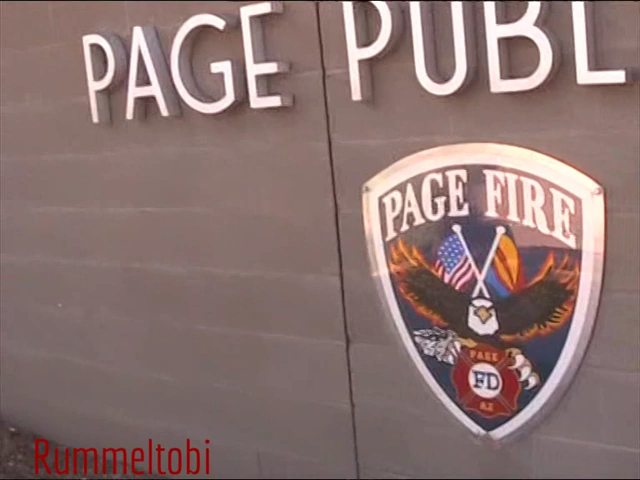 PAGE PUBL
PAGE FIRE
PAGE
FD
AZ
Rummeltobi